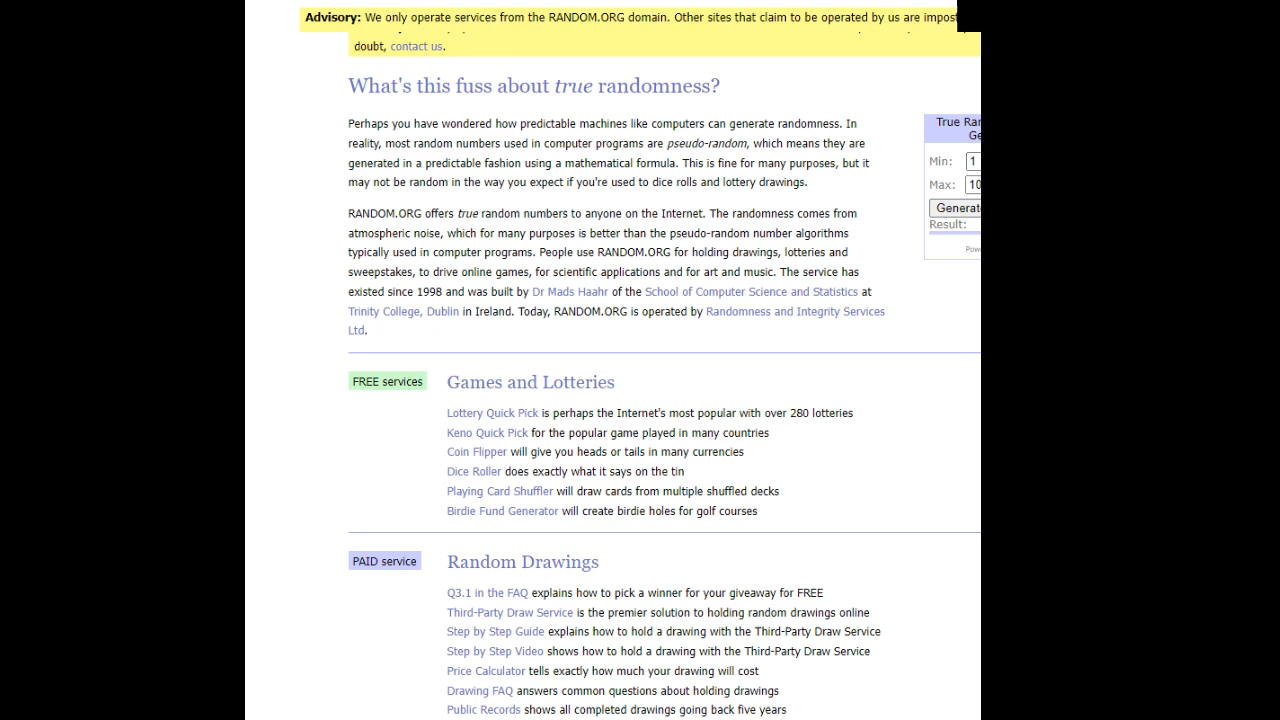 Advisory: We only operate services from the RANDOM.ORG domain. Other sites that claim to be operated by us are
doubt, contact us.
What's this fuss about true randomness?
Perhaps you have wondered how predictable machines like computers can generate randomness. In
reality, most random numbers used in computer programs are pseudo-random, which means they are
generated in a predictable fashion using a mathematical formula. This is fine for many purposes, but it
may not be random in the way you expect if you're used to dice rolls and lottery drawings.
RANDOM.ORG offers true random numbers to anyone on the Internet. The randomness comes from
atmospheric noise, which for many purposes is better than the pseudo-random number algorithms
typically used in computer programs. People use RANDOM.ORG for holding drawings, lotteries and
sweepstakes, to drive online games, for scientific applications and for art and music. The service has
existed since 1998 and was built by Dr Mads Haahr of the School of Computer Science and Statistics at
Trinity College, Dublin in Ireland. Today, RANDOM.ORG is operated by Randomness and Integrity Services
Ltd.
True
Min: 1
Max: 10
Result:
FREE services
Games and Lotteries
Lottery Quick Pick is perhaps the Internet's most popular with over 280 lotteries
Keno Quick Pick for the popular game played in many countries
Coin Flipper will give you heads or tails in many currencies
Dice Roller does exactly what it says on the tin
Playing Card Shuffler will draw cards from multiple shuffled decks
Birdie Fund Generator will create birdie holes for golf courses
PAID service
Random Drawings
Q3.1 in the FAQ explains how to pick a winner for your giveaway for FREE
Third-Party Draw Service is the premier solution to holding random drawings online
Step by Step Guide explains how to hold a drawing with the Third-Party Draw Service
Step by Step Video shows how to hold a drawing with the Third-Party Draw Service
Price Calculator tells exactly how much your drawing will cost
Drawing FAQ answers common questions about holding drawings
Public Records shows all completed drawings going back five years